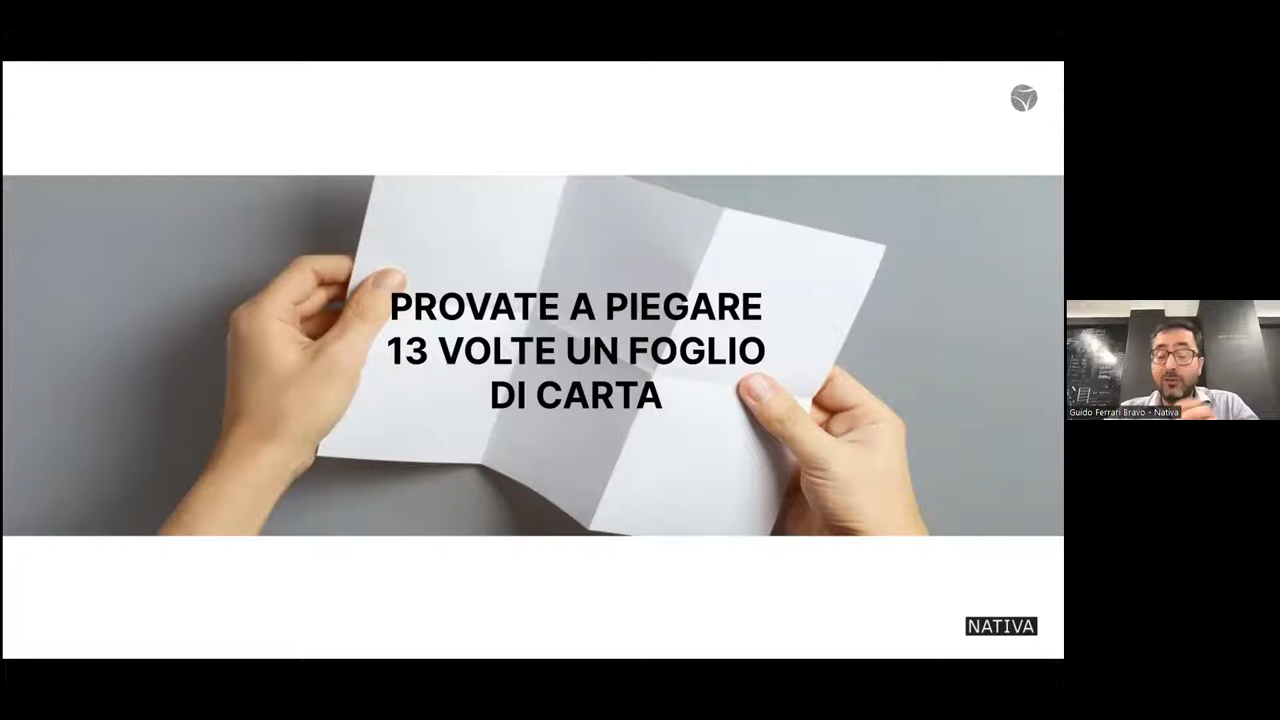 PROVATE A PIEGARE
13 VOLTE UN FOGLIO
DI CARTA
NATIVA
Guido Ferrari Bravo - Nativa